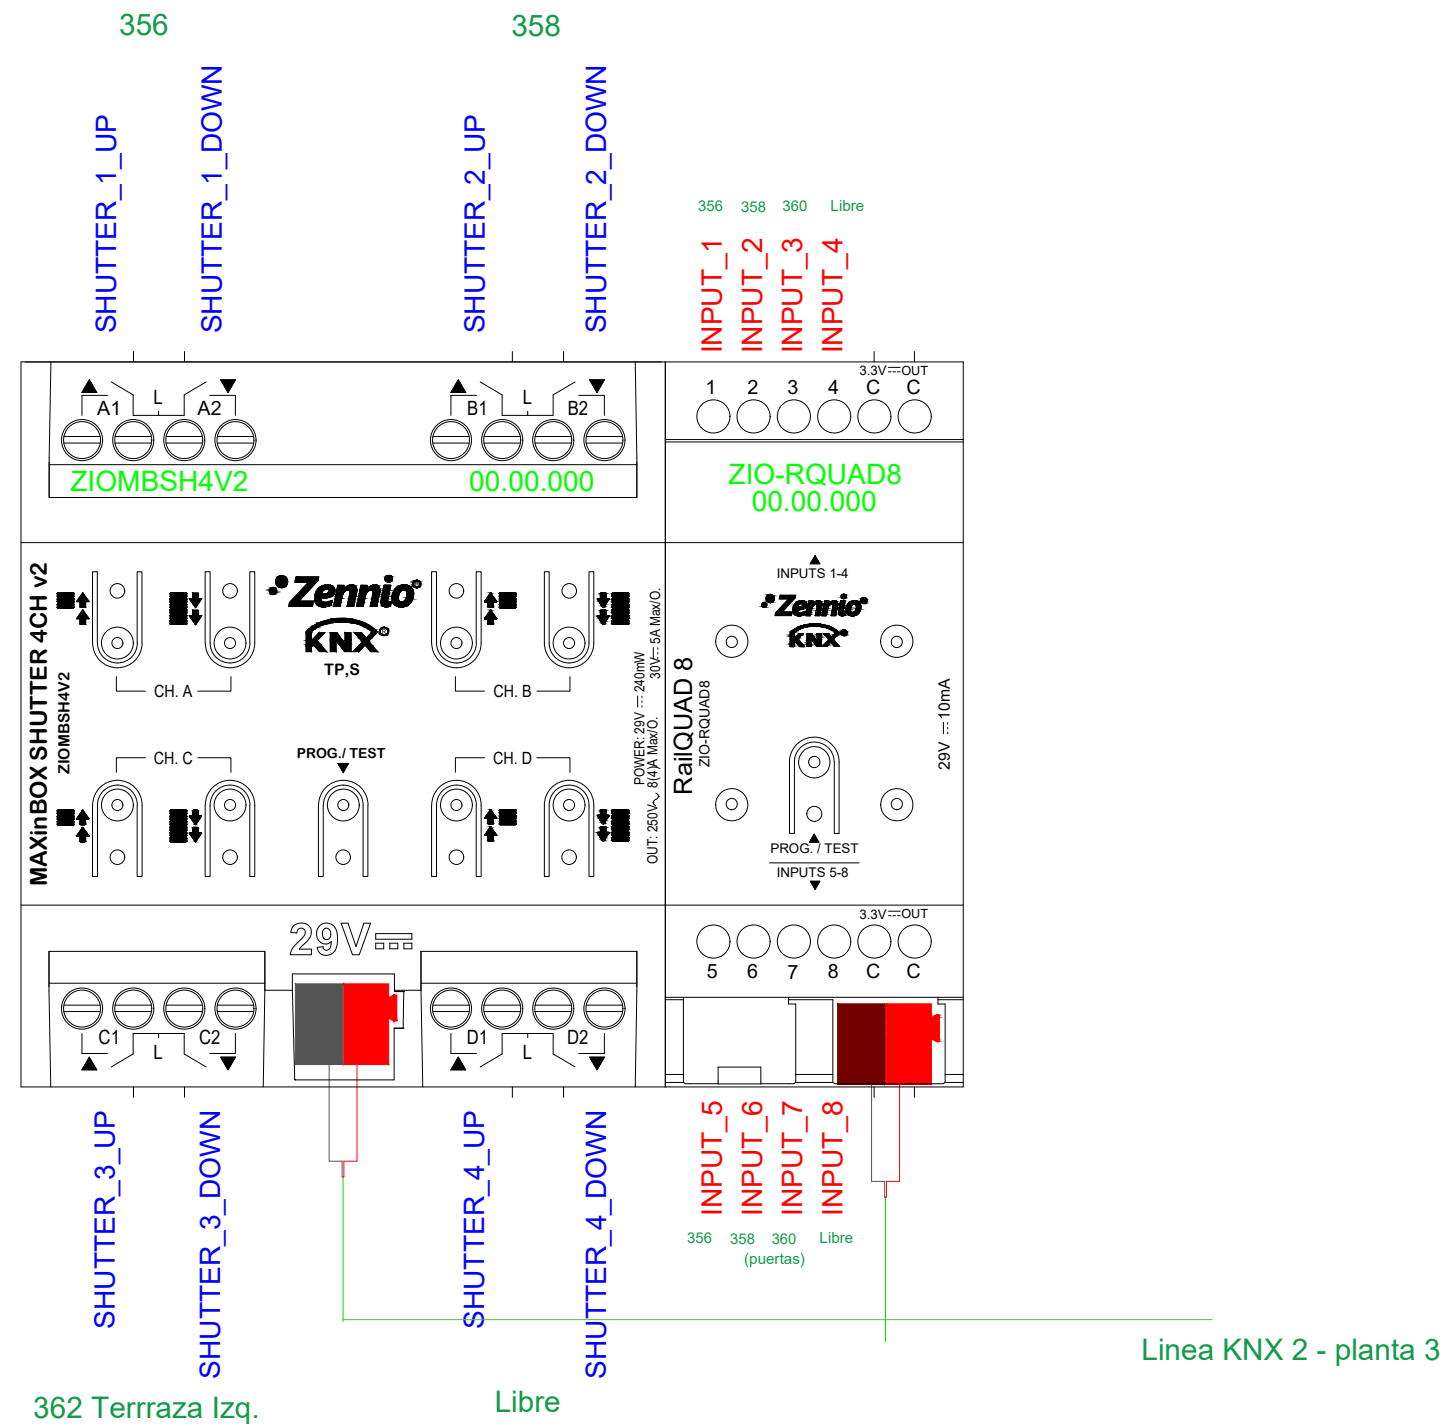 356
358
SHUTTER_1_UP
SHUTTER_1_DOWN
SHUTTER_2_UP
SHUTTER_2_DOWN
356 358 360 Libre
INPUT_1
INPUT_2
INPUT_3
INPUT_4
A1 L A2
B1 L B2
3.3V OUT
1 2 3 4 C C
ZIOMBSH4V2
00.00.000
ZIO-RQUAD8
00.00.000
MAXinBOX SHUTTER 4CH v2
ZIOMBSH4V2
Zennio
KNX
TP,S
CH. A
CH. B
CH. C
CH. D
PROG./ TEST
POWER: 29V 240mW
OUT: 250V 8(4)A Max/O.
30V 5A Max/O.
INPUTS 1-4
Zennio
KNX
RailQUAD 8
ZIO-RQUAD8
29V 10mA
PROG. / TEST
INPUTS 5-8
29V
3.3V OUT
5 6 7 8 C C
C1 L C2
D1 L D2
SHUTTER_3_UP
SHUTTER_3_DOWN
SHUTTER_4_UP
SHUTTER_4_DOWN
INPUT_5
INPUT_6
INPUT_7
INPUT_8
356 358 360 Libre
(puertas)
Linea KNX 2 - planta 3
362 Terrraza Izq.
Libre